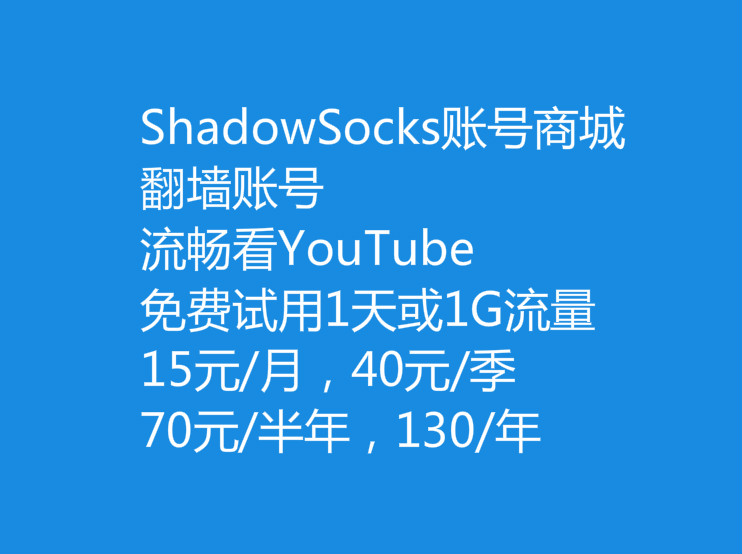 ShadowSocks账号商城
翻墙账号
流畅看YouTube
免费试用1天或1G流量
15元/月，40元/季
70元/半年，130/年